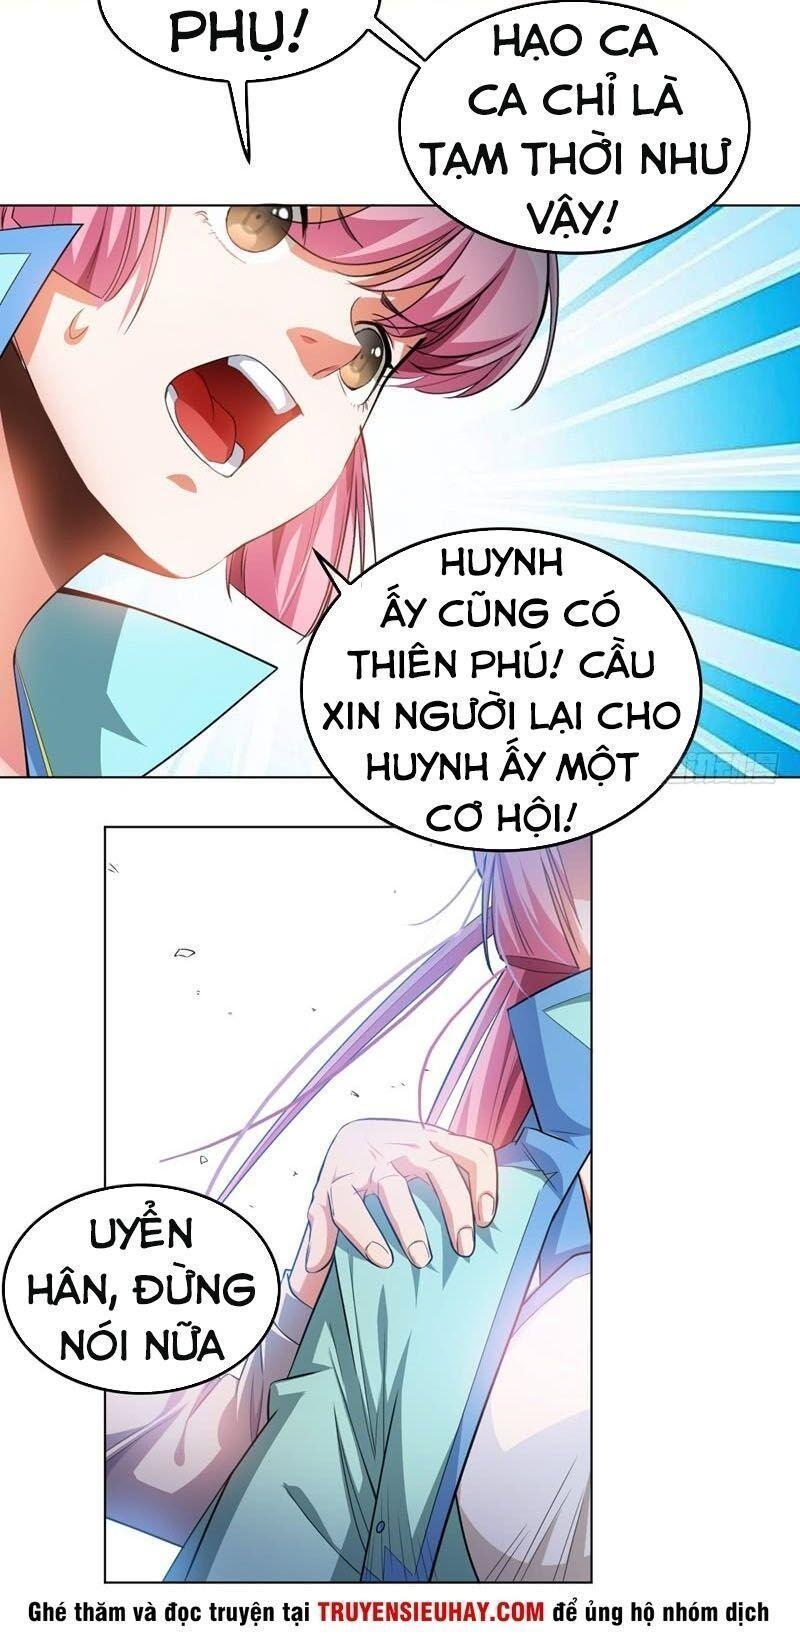 PHỤ!
HẠO CA
CA CHỈ LÀ
TẠM THỜI NHƯ
VẬY!
HUYNH
ẤY CŨNG CÓ
THIÊN PHÚ! CẦU
XIN NGƯỜI LẠI CHO
HUYNH ẤY MỘT
CƠ HỘI!
UYỂN
HÂN, ĐỪNG
NÓI NỮA
Ghé thăm và đọc truyện tại TRUYENSIEUHAY.COM để ủng hộ nhóm dịch